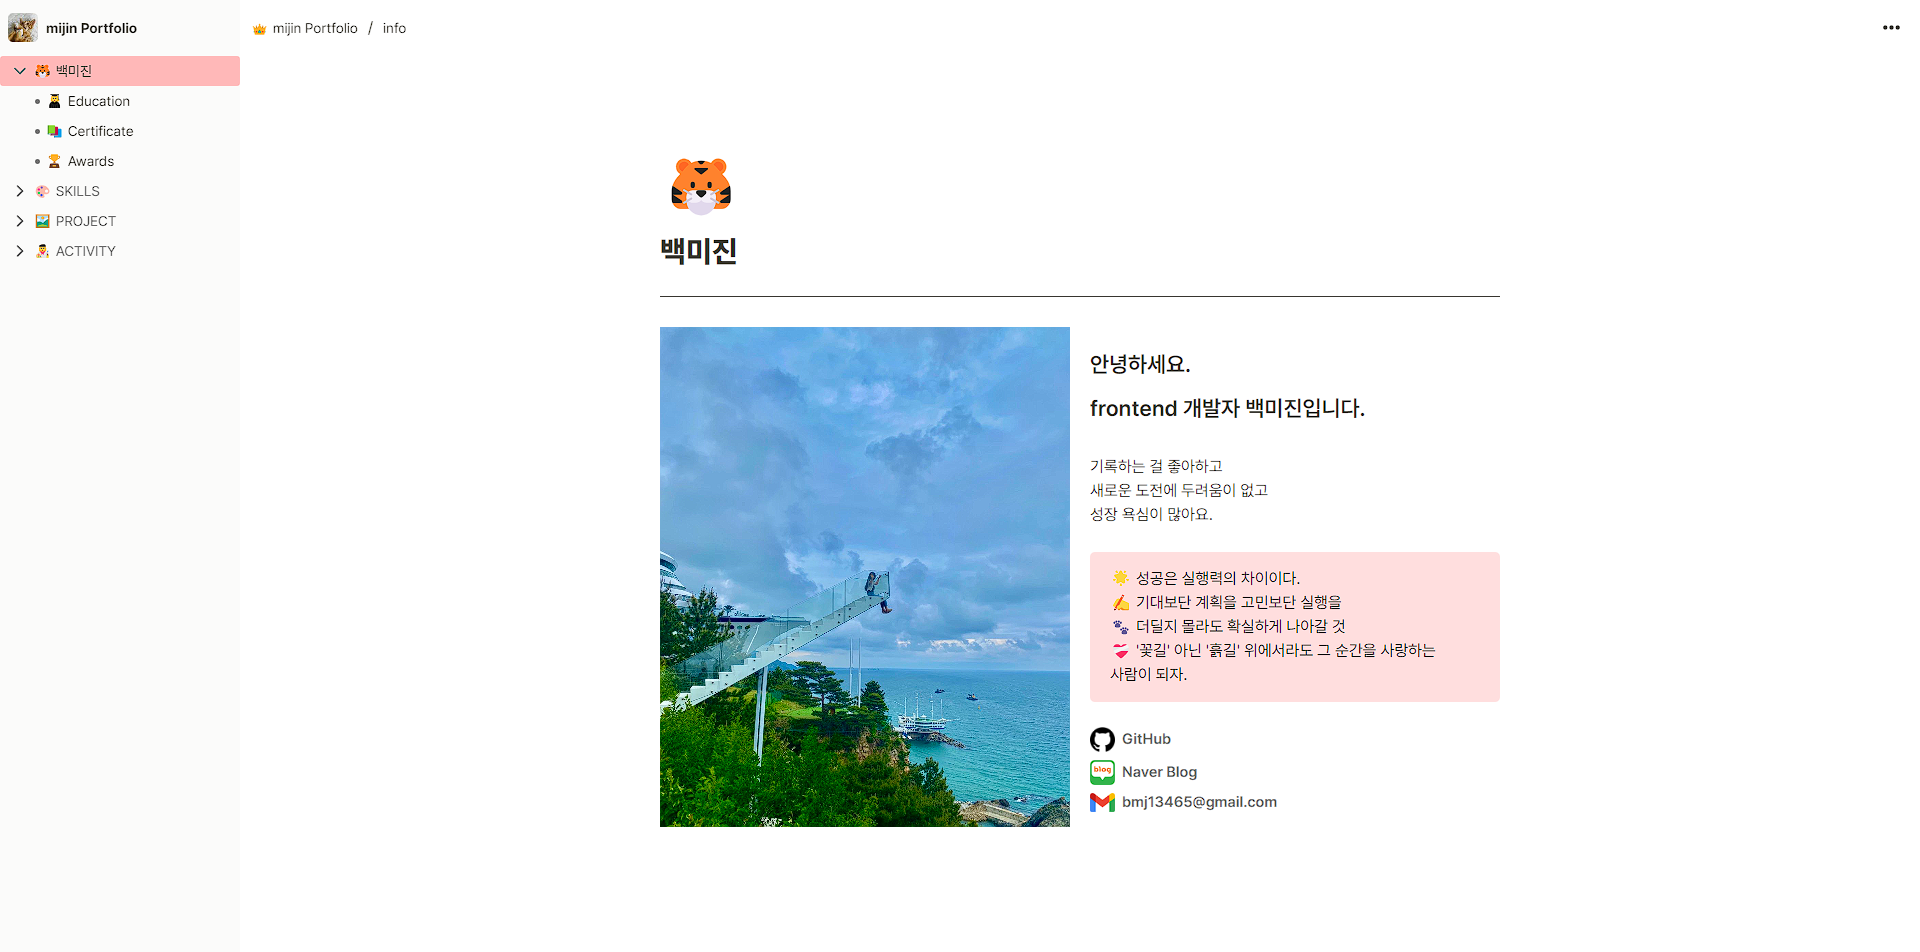 mijin Portfolio
백미진
Education
Certificate
Awards
SKILLS
PROJECT
ACTIVITY
mijin Portfolio / info
백미진
안녕하세요.
frontend 개발자 백미진입니다.
기록하는 걸 좋아하고
새로운 도전에 두려움이 없고
성장 욕심이 많아요.
🌟 성공은 실행력의 차이이다.
✍️ 기대보단 계획을 고민보단 실행을
🐾 더딜지 몰라도 확실하게 나아갈 것
💝 '꽃길' 아닌 '흙길' 위에서라도 그 순간을 사랑하는
사람이 되자.
GitHub
blog
Naver Blog
bmj13465@gmail.com